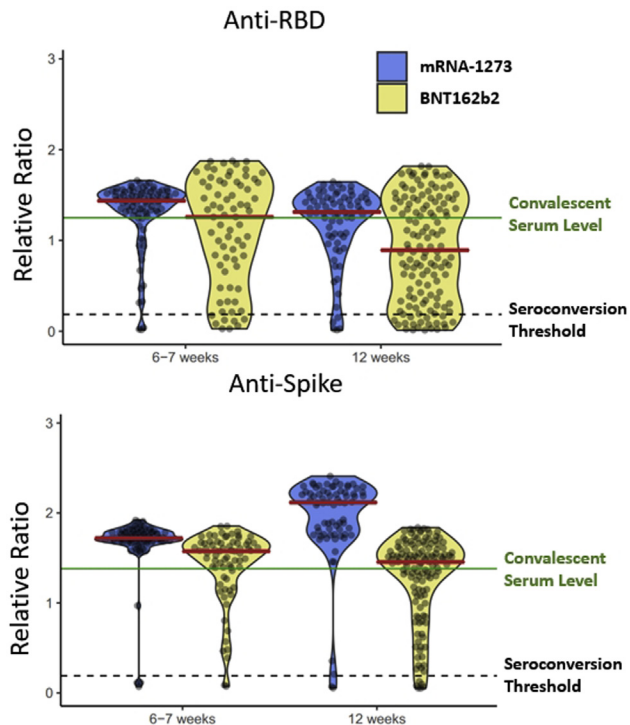 Anti-RBD
3
2
1
0
Relative Ratio
mRNA-1273
BNT162b2
Convalescent
Serum Level
Seroconversion
Threshold
6−7 weeks
12 weeks
Anti-Spike
3
2
1
0
Relative Ratio
Convalescent
Serum Level
Seroconversion
Threshold
6−7 weeks
12 weeks